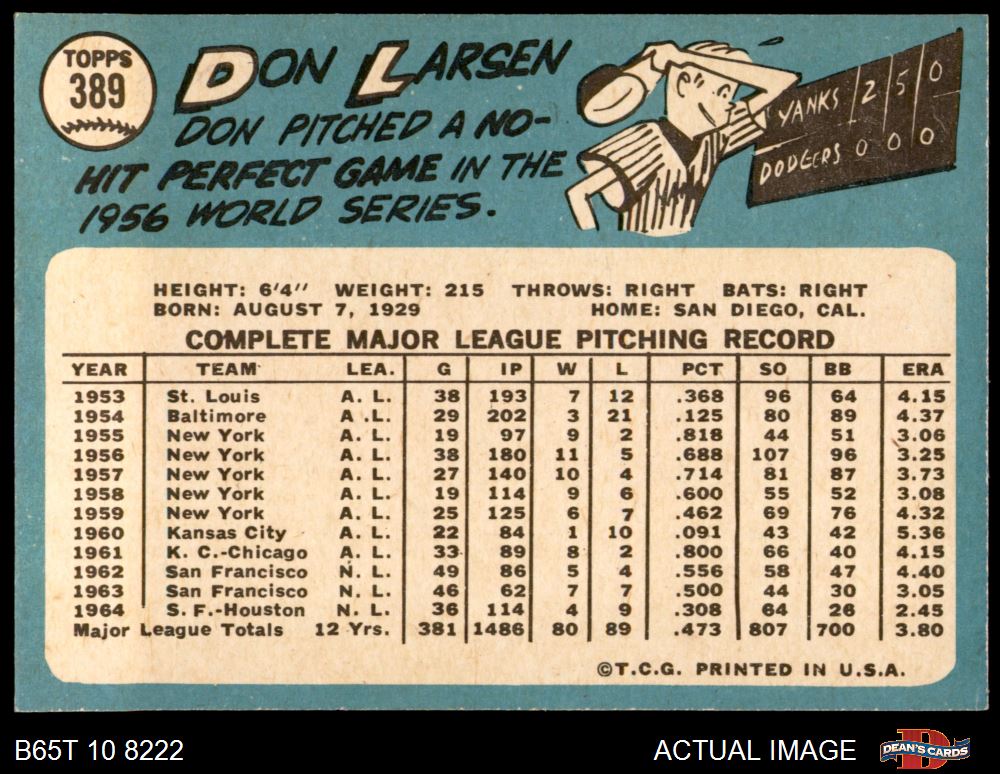 TOPPS
389
DON LARSEN
DON PITCHED A NO-
HIT PERFECT GAME IN THE
1956 WORLD SERIES.
YANKS 2 5 0
DODGERS 0 0 0
HEIGHT: 6'4" WEIGHT: 215 THROWS: RIGHT BATS: RIGHT
BORN: AUGUST 7, 1929 HOME: SAN DIEGO, CAL.
COMPLETE MAJOR LEAGUE PITCHING RECORD
YEAR TEAM LEA. G IP W L PCT SO BB ERA
1953 St. Louis A. L. 38 193 7 12 .368 96 64 4.15
1954 Baltimore A .L. 29 202 3 21 .125 80 89 4.37
1955 New York A. L. 19 97 9 2 .818 44 51 3.06
1956 New York A. L. 38 180 11 5 .688 107 96 3.25
1957 New York A. L. 27 140 10 4 .714 81 87 3.73
1958 New York A. L. 19 114 9 6 .600 55 52 3.08
1959 New York A. L. 25 125 6 7 .462 69 76 4.32
1960 Kansas City A. L. 22 84 1 10 .091 43 42 5.36
1961 K. C.-Chicago A. L. 33 89 8 2 .800 66 40 4.15
1962 San Francisco N. L. 49 86 5 4 .556 58 47 4.40
1963 San Francisco N. L. 46 62 7 7 .500 44 30 3.05
1964 S. F.-Houston N. L. 36 114 4 9 .308 64 26 2.45
Major League Totals 12 Yrs. 381 1486 80 89 .473 807 700 3.80
©T.C.G. PRINTED IN U.S.A.
B65T 10 8222 ACTUAL IMAGE DEAN'S CARDS